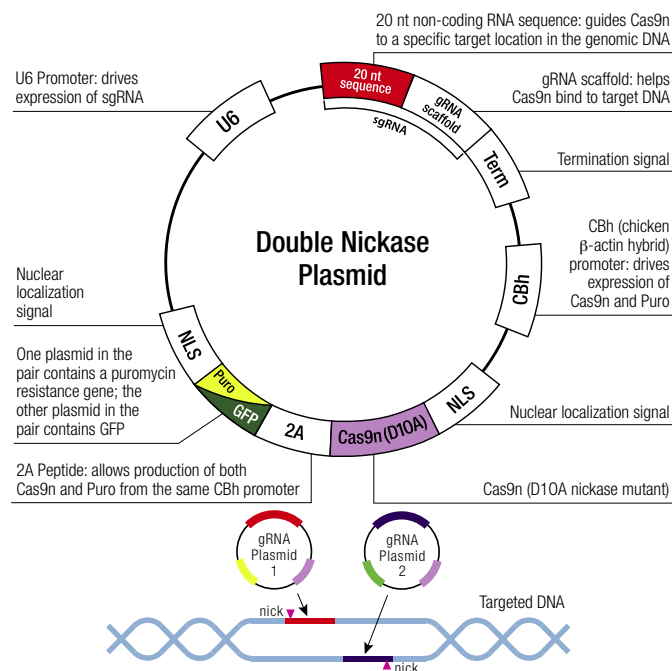 20 nt non-coding RNA sequence: guides Cas9n
to a specific target location in the genomic DNA
U6 Promoter: drives
expression of sgRNA
20 nt
sequence
gRNA
scaffold
sgRNA
gRNA scaffold: helps
Cas9n bind to target DNA
U6
Term
Termination signal
Double Nickase
Plasmid
CBh
CBh (chicken
β-actin hybrid)
promoter: drives
expression of
Cas9n and Puro
Nuclear
localization
signal
NLS
One plasmid in the
pair contains a puromycin
resistance gene; the
other plasmid in the
pair contains GFP
Puro
GFP
2A
Cas9n (D10A)
NLS
Nuclear localization signal
2A Peptide: allows production of both
Cas9n and Puro from the same CBh promoter
Cas9n (D10A nickase mutant)
gRNA
Plasmid
1
gRNA
Plasmid
2
nick
Targeted DNA
nick